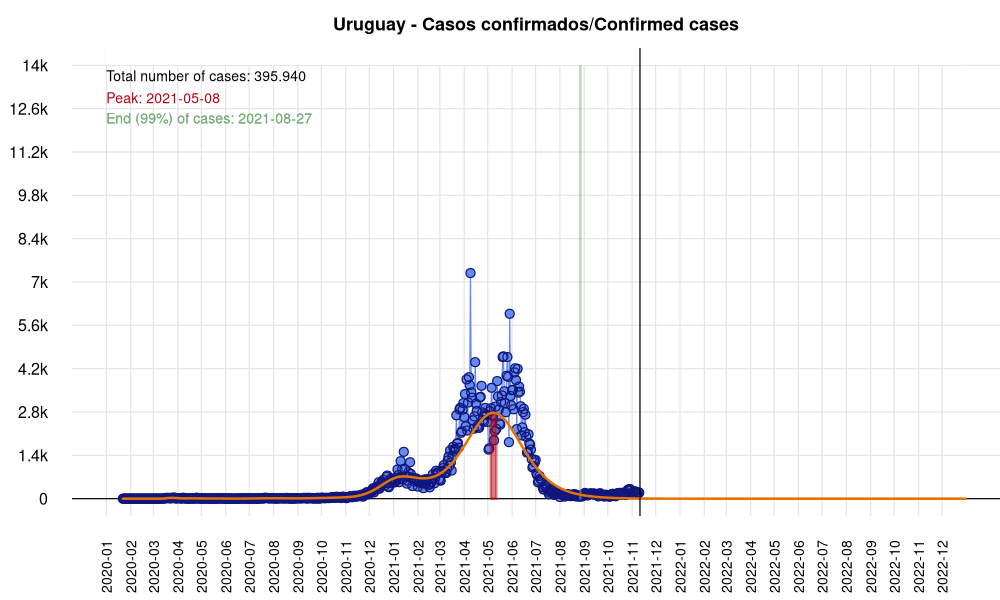 Uruguay - Casos confirmados/Confirmed cases
14k
12.6k
11.2k
9.8k
8.4k
7k
5.6k
4.2k
2.8k
1.4k
0
Total number of cases: 395.940
Peak: 2021-05-08
End (99%) of cases: 2021-08-27
2020-01
2020-02
2020-03
2020-04
2020-05
2020-06
2020-07
2020-08
2020-09
2020-10
2020-11
2020-12
2021-01
2021-02
2021-03
2021-04
2021-05
2021-06
2021-07
2021-08
2021-09
2021-10
2021-11
2021-12
2022-01
2022-02
2022-03
2022-04
2022-05
2022-06
2022-07
2022-08
2022-09
2022-10
2022-11
2022-12